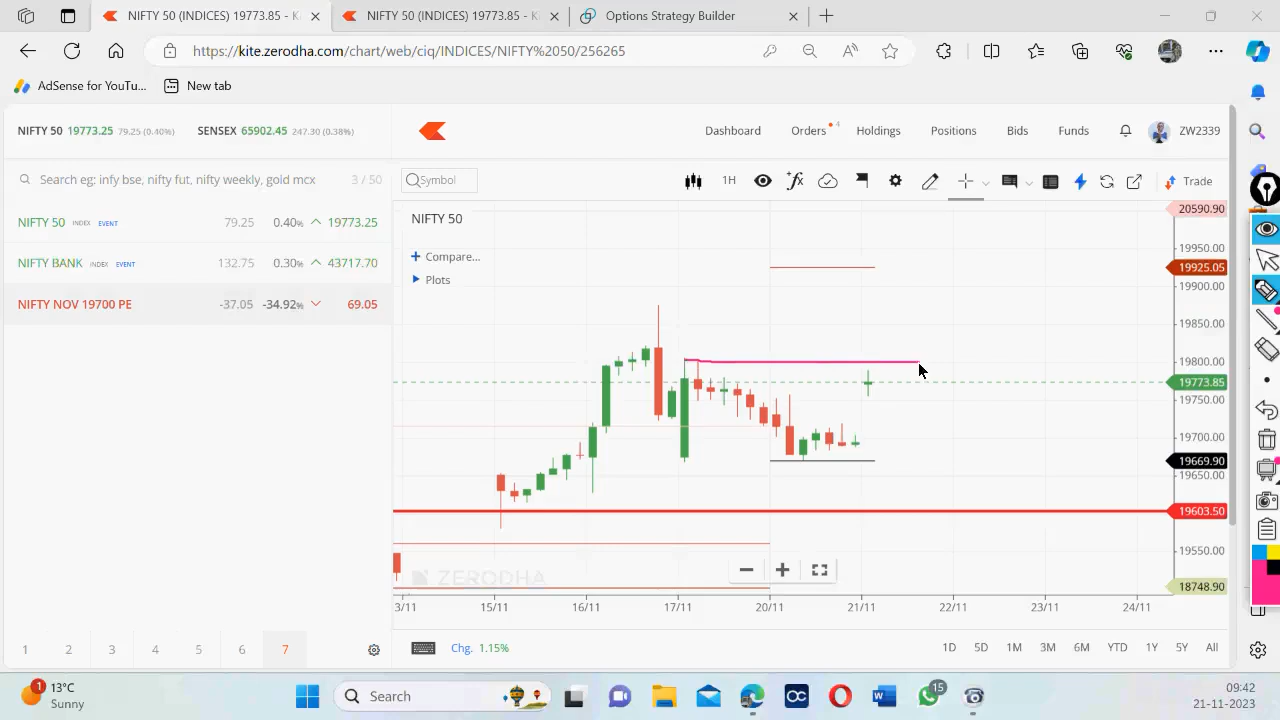 NIFTY 50 (INDICES) 19773.85 - K
NIFTY 50 (INDICES) 19773.85 - K
Options Strategy Builder
https://kite.zerodha.com/chart/web/ciq/INDICES/NIFTY%2050/256265
AdSense for YouTu...
New tab
NIFTY 50 19773.25 79.25 (0.40%) SENSEX 65902.45 247.30 (0.38%)
Dashboard Orders 4 Holdings Positions Bids Funds ZW2339
Search eg: infy bse, nifty fut, nifty weekly, gold mcx 3 / 50
Symbol 1H Trade
NIFTY 50 INDEX EVENT 79.25 0.40% 19773.25
NIFTY BANK INDEX EVENT 132.75 0.30% 43717.70
NIFTY NOV 19700 PE -37.05 -34.92% 69.05
NIFTY 50
Compare...
Plots
20590.90
19950.00
19925.05
19900.00
19850.00
19800.00
19773.85
19750.00
19700.00
19669.90
19650.00
19603.50
19550.00
18748.90
ZERODHA
3/11 15/11 16/11 17/11 20/11 21/11 22/11 23/11 24/11
1 2 3 4 5 6 7
Chg. 1.15%
1D 5D 1M 3M 6M YTD 1Y 5Y All
1
13°C
Sunny
Search
OC
W
15
09:42
21-11-2023